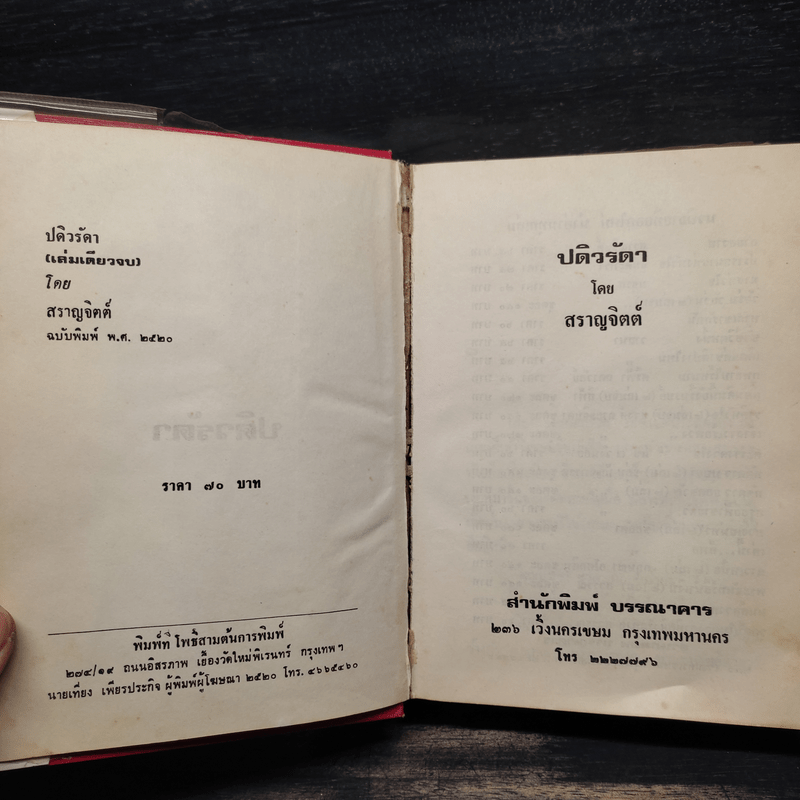 ปดิวรัดา
(เล่มเดียวจบ)
โดย
สราญจิตต์
ฉบับพิมพ์ พ.ศ. ๒๕๒๐
ราคา ๗๐ บาท
พิมพ์ที่ โพธิ์สามต้นการพิมพ์
๒๗๔/๑๙ ถนนอิสรภาพ เยื้องวัดใหม่พิเรนทร์ กรุงเทพฯ
นายเที่ยง เพียรประกิจ ผู้พิมพ์ผู้โฆษณา ๒๕๒๐ โทร. ๔๖๖๕๔๖๐
ปดิวรัดา
โดย
สราญจิตต์
สำนักพิมพ์ บรรณาคาร
๒๓๖ เวิ้งนครเขษม กรุงเทพมหานคร
โทร ๒๒๒๗๗๙๖